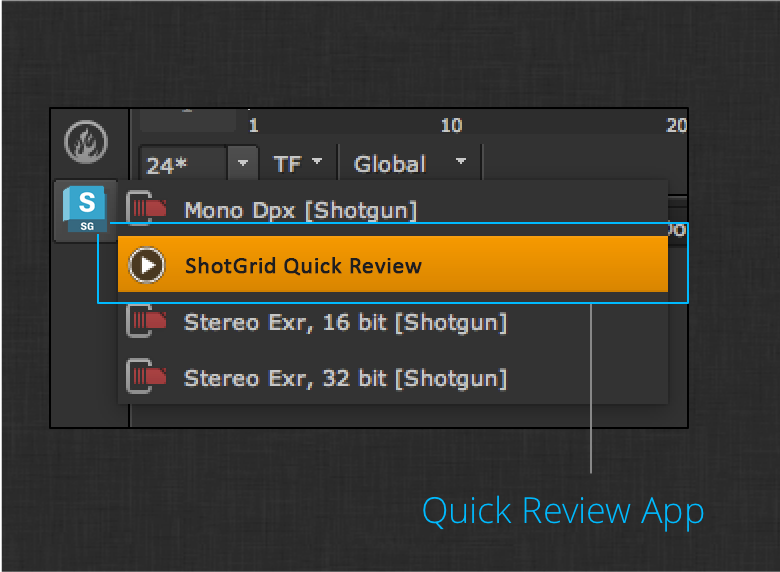 1 10 20
24* TF Global
S
SG
Mono Dpx [Shotgun]
ShotGrid Quick Review
Stereo Exr, 16 bit [Shotgun]
Stereo Exr, 32 bit [Shotgun]
Quick Review App